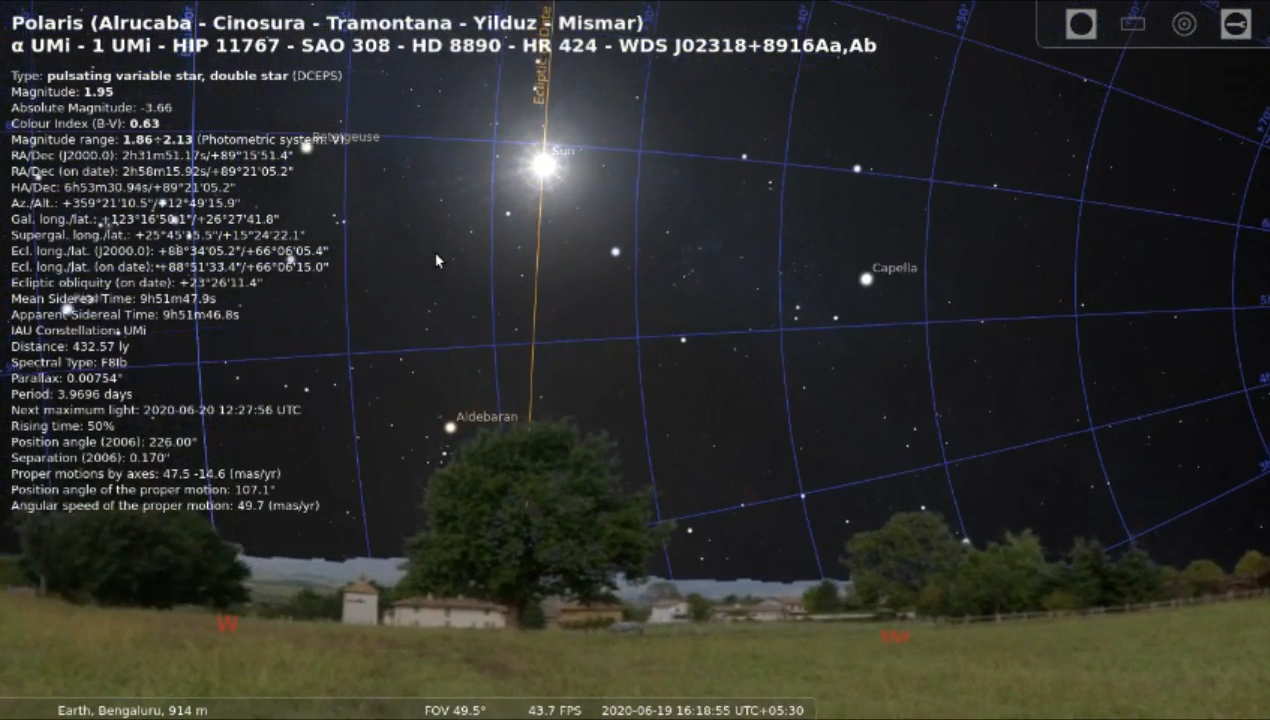 Polaris (Alrucaba - Cinosura - Tramontana - Yilduz - Mismar)
α UMi - 1 UMi - HIP 11767 - SAO 308 - HD 8890 - HR 424 - WDS J02318+8916Aa,Ab
Type: pulsating variable star, double star (DCEPS)
Magnitude: 1.95
Absolute Magnitude: -3.66
Colour Index (B-V): 0.63
Magnitude range: 1.86÷2.13 (Photometric system: V)
Betelgeuse
RA/Dec (J2000.0): 2h31m51.17s/+89°15'51.4"
RA/Dec (on date): 2h58m15.92s/+89°21'05.2"
HA/Dec: 6h53m30.94s/+89°21'05.2"
Az./Alt.: +359°21'10.5"/+12°49'15.9"
Gal. long./lat.: +123°16'50.1"/+26°27'41.8"
Supergal. long./lat.: +25°45'15.5"/+15°24'22.1"
Ecl. long./lat. (J2000.0): +88°34'05.2"/+66°06'05.4"
Ecl. long./lat. (on date): +88°51'33.4"/+66°06'15.0"
Ecliptic obliquity (on date): +23°26'11.4"
Mean Sidereal Time: 9h51m47.9s
Apparent Sidereal Time: 9h51m46.8s
IAU Constellation: UMi
Distance: 432.57 ly
Spectral Type: F8Ib
Parallax: 0.00754"
Period: 3.9696 days
Next maximum light: 2020-06-20 12:27:56 UTC
Rising time: 50%
Position angle (2006): 226.00°
Separation (2006): 0.170"
Proper motions by axes: 47.5 -14.6 (mas/yr)
Position angle of the proper motion: 107.1°
Angular speed of the proper motion: 49.7 (mas/yr)
Ecliptic
Sun
Capella
Aldebaran
+40°
+50°
W
NW
Earth, Bengaluru, 914 m
FOV 49.5°
43.7 FPS
2020-06-19 16:18:55 UTC+05:30